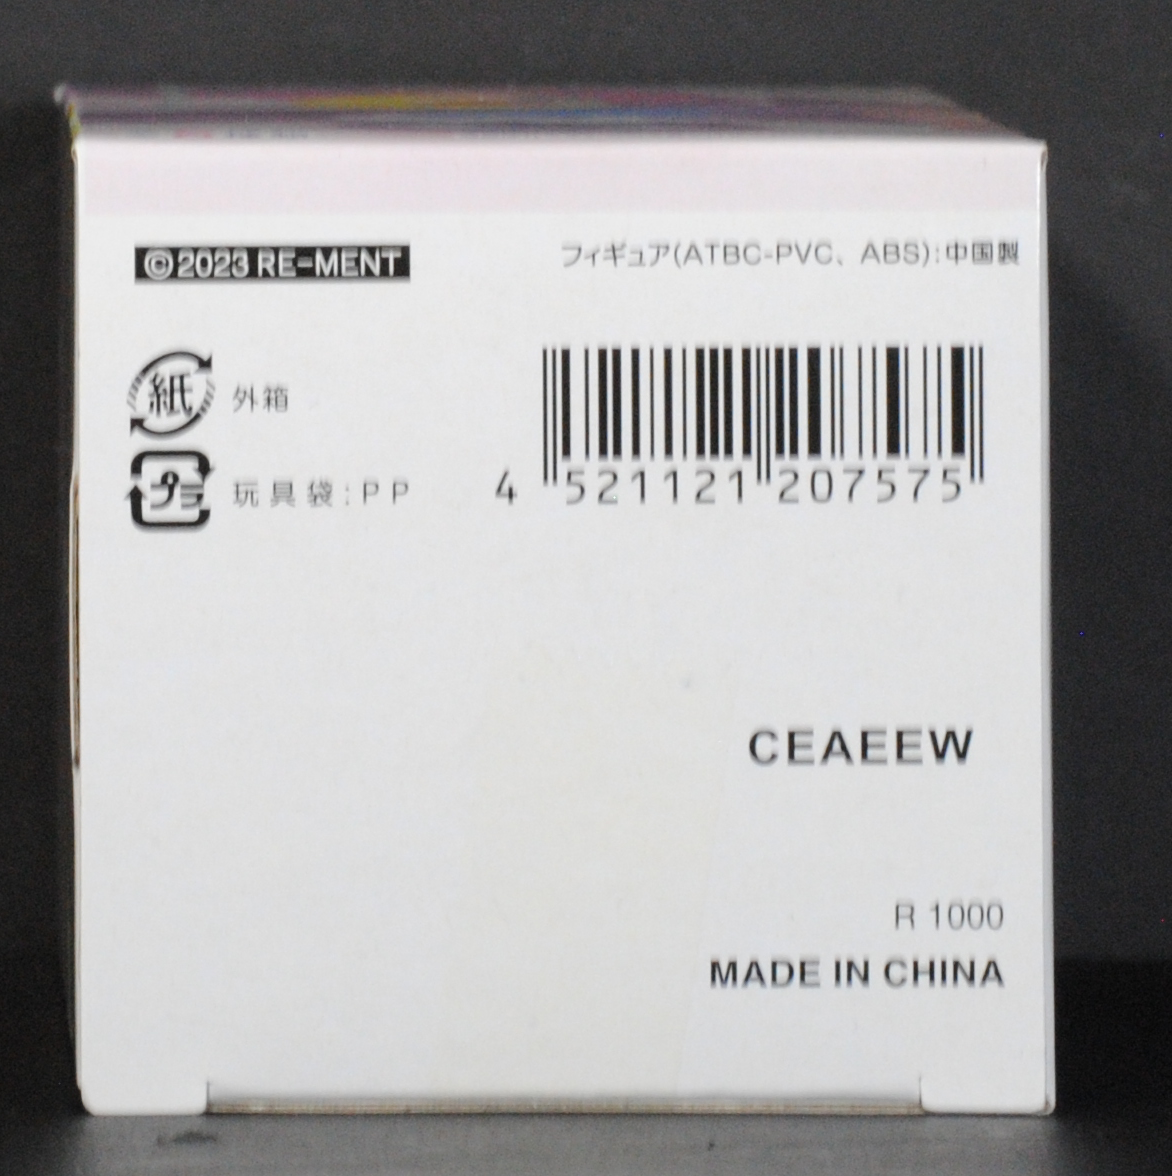 ©2023 RE-MENT
フィギュア(ATBC-PVC、ABS):中国製
紙 外箱
プラ 玩具袋:PP
4 521121 207575
CEAEEW
R 1000
MADE IN CHINA